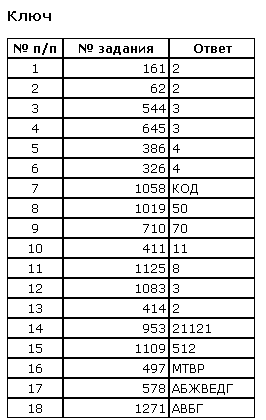 Ключ
№ п/п № задания Ответ
1 161 2
2 62 2
3 544 3
4 645 3
5 386 4
6 326 4
7 1058 КОД
8 1019 50
9 710 70
10 411 11
11 1125 8
12 1083 3
13 414 2
14 953 21121
15 1109 512
16 497 МТВР
17 578 АБЖВЕДГ
18 1271 АВБГ